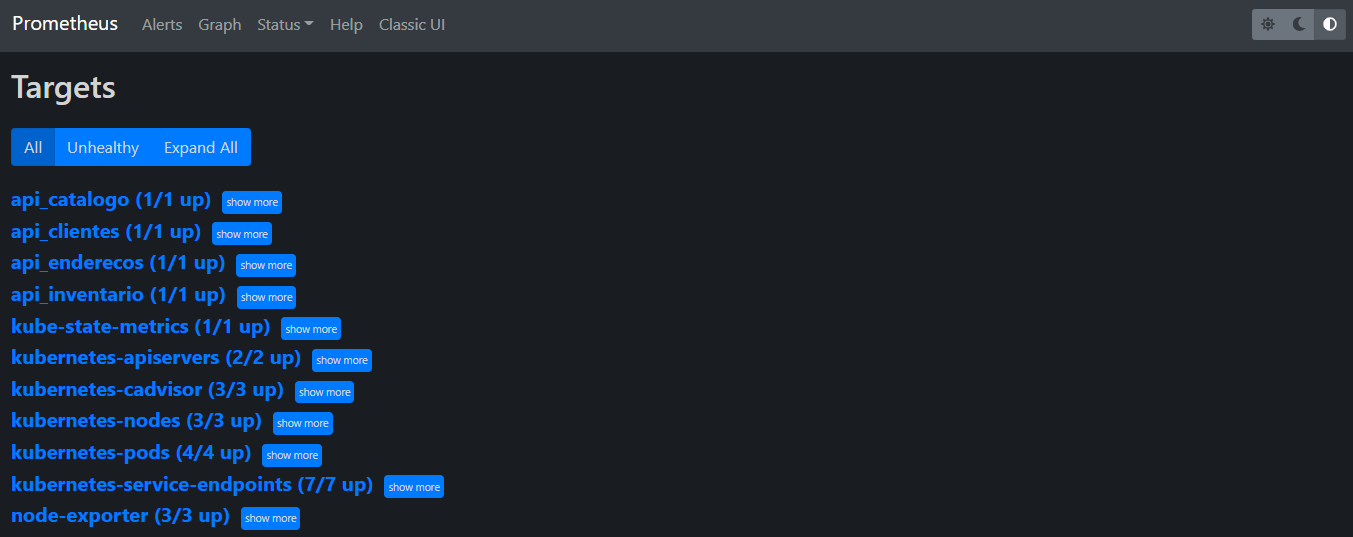 Prometheus Alerts Graph Status Help Classic UI
Targets
All Unhealthy Expand All
api_catalogo (1/1 up) show more
api_clientes (1/1 up) show more
api_enderecos (1/1 up) show more
api_inventario (1/1 up) show more
kube-state-metrics (1/1 up) show more
kubernetes-apiservers (2/2 up) show more
kubernetes-cadvisor (3/3 up) show more
kubernetes-nodes (3/3 up) show more
kubernetes-pods (4/4 up) show more
kubernetes-service-endpoints (7/7 up) show more
node-exporter (3/3 up) show more